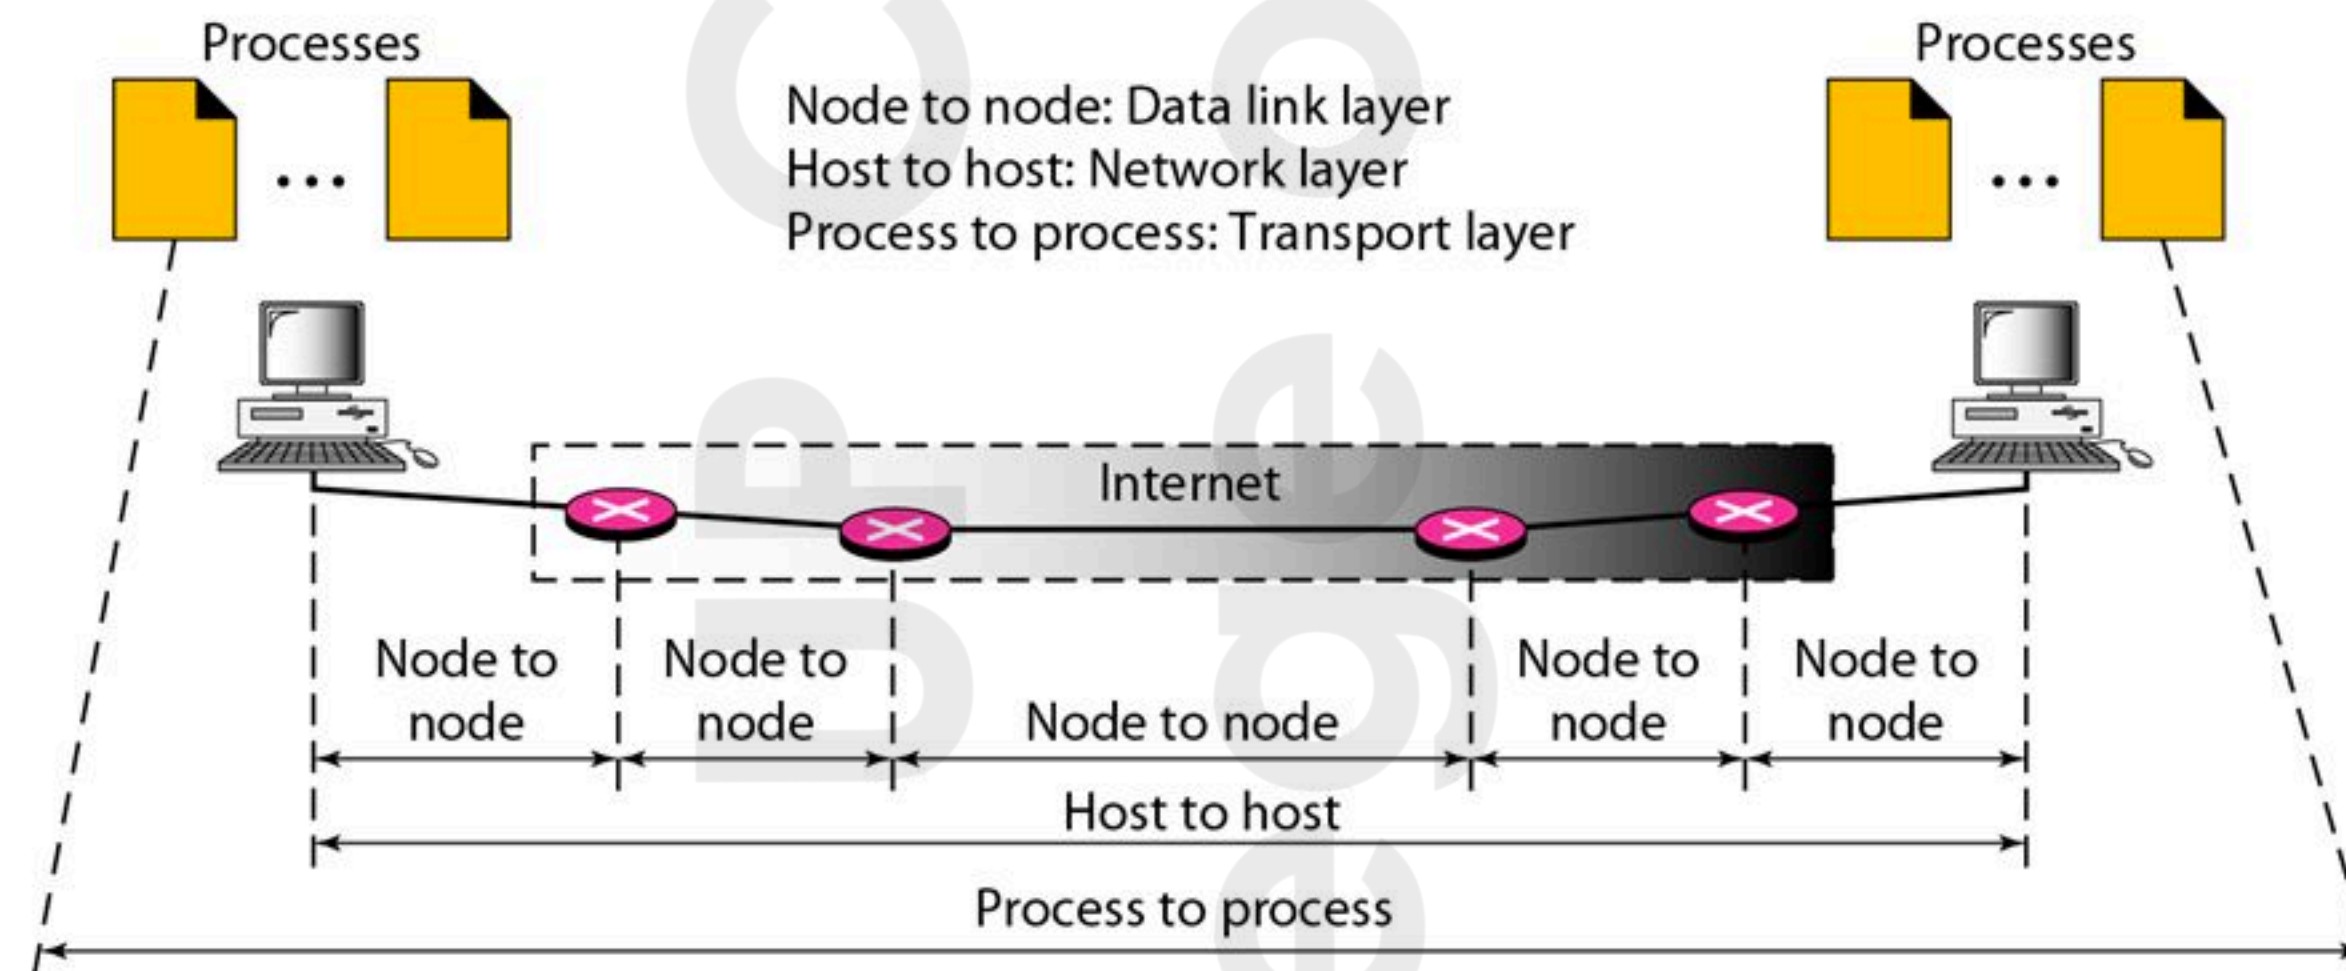 Processes
Processes
Node to node: Data link layer
Host to host: Network layer
Process to process: Transport layer
Internet
Node to
node
Node to
node
Node to node
Node to
node
Node to
node
Host to host
Process to process